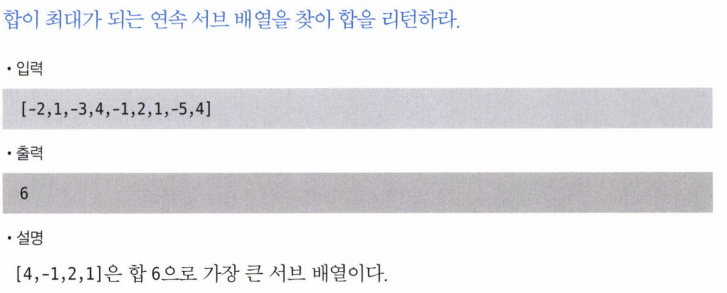 합이 최대가 되는 연속 서브 배열을 찾아 합을 리턴하라.
• 입력
[-2,1,-3,4,-1,2,1,-5,4]
• 출력
6
• 설명
[4,-1,2,1]은 합 6으로 가장 큰 서브 배열이다.